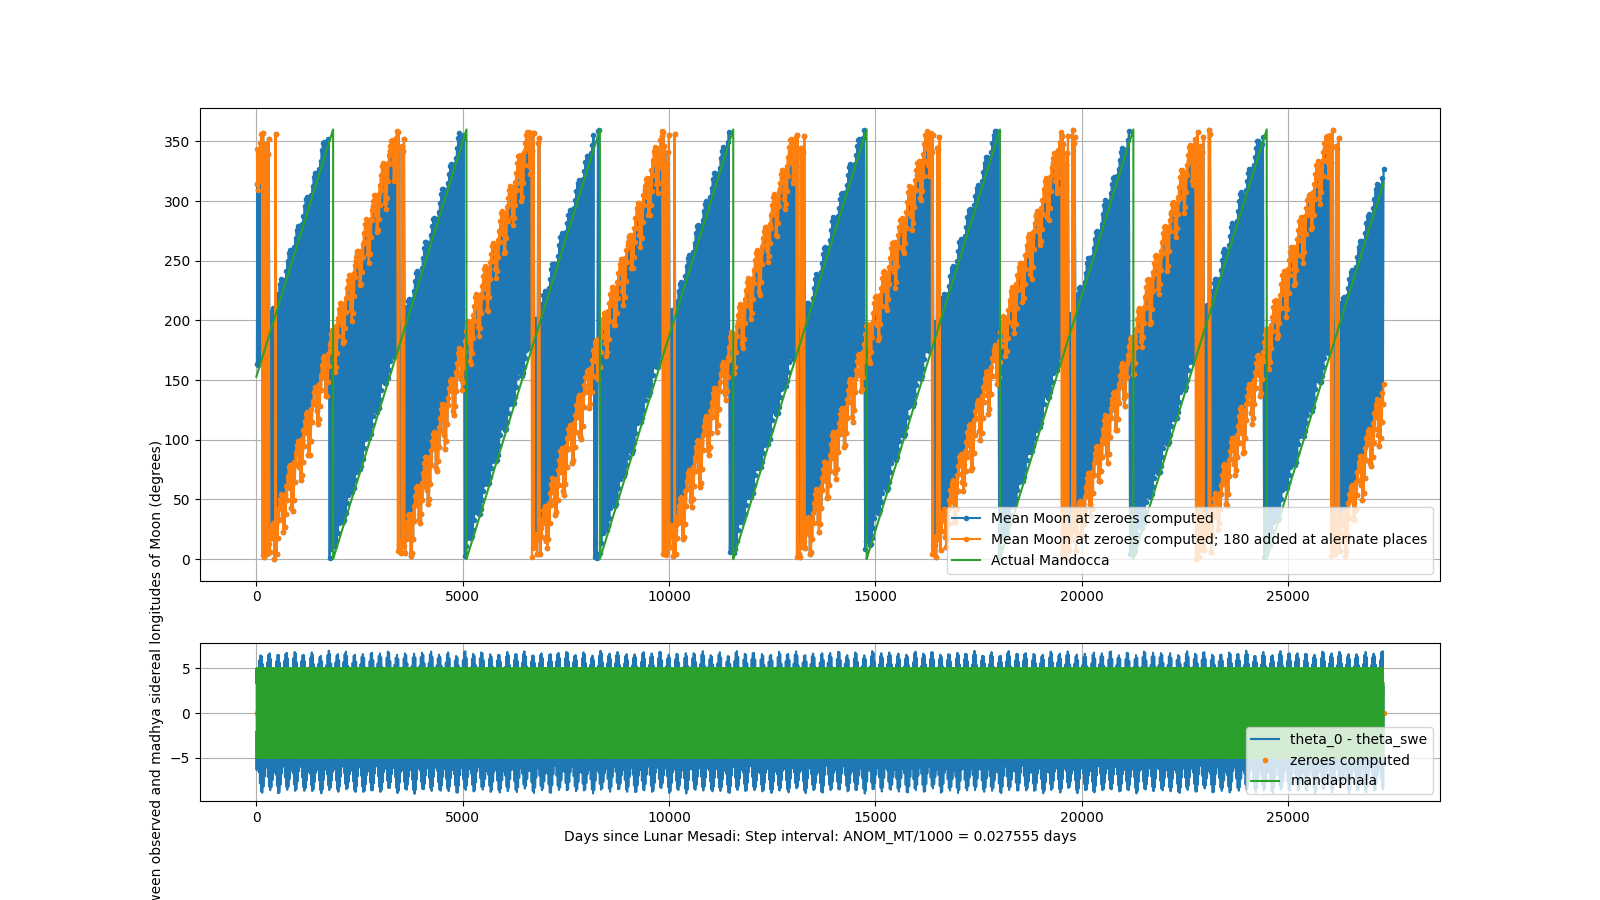 350
300
250
200
150
100
50
0
0
5000
10000
15000
20000
25000
Mean Moon at zeroes computed
Mean Moon at zeroes computed; 180 added at alernate places
Actual Mandocca
ween observed and madhya sidereal longitudes of Moon (degrees)
5
0
−5
0
5000
10000
15000
20000
25000
theta_0 - theta_swe
zeroes computed
mandaphala
Days since Lunar Mesadi: Step interval: ANOM_MT/1000 = 0.027555 days